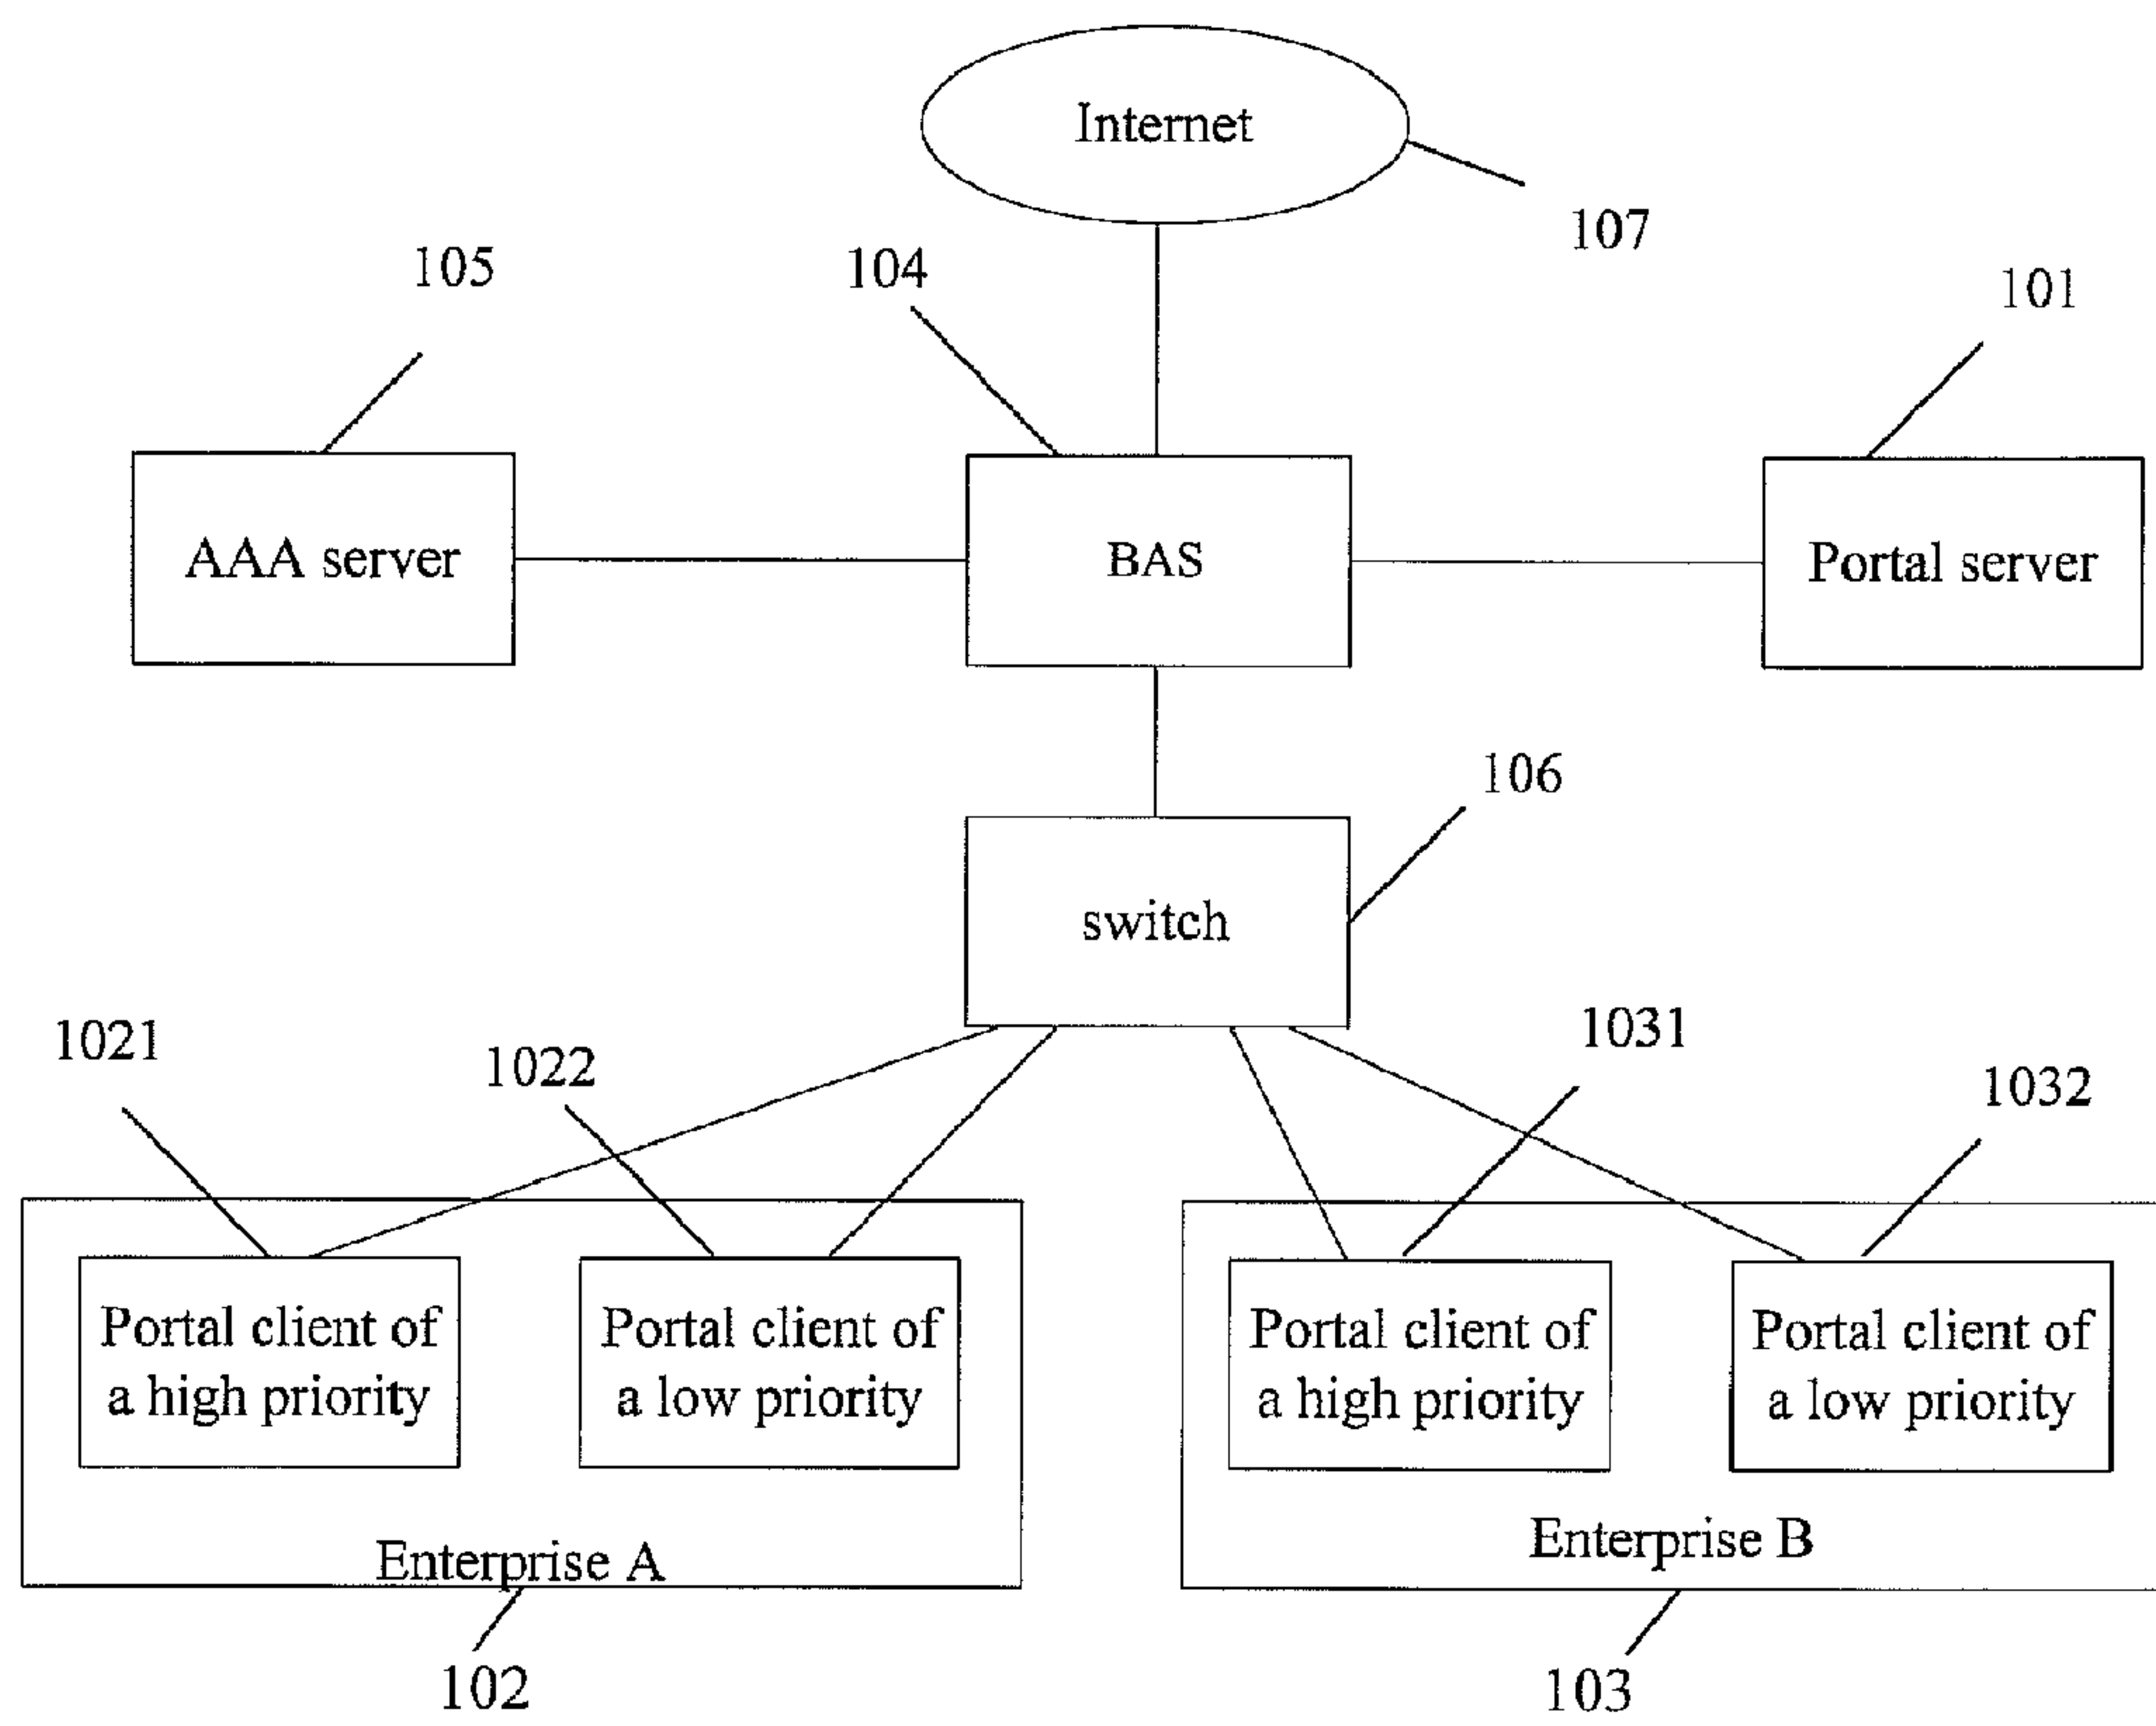 Internet
107
105
104
101
AAA server
BAS
Portal server
106
switch
1021
1022
1031
1032
Portal client of
a high priority
Portal client of
a low priority
Portal client of
a high priority
Portal client of
a low priority
Enterprise A
Enterprise B
102
103